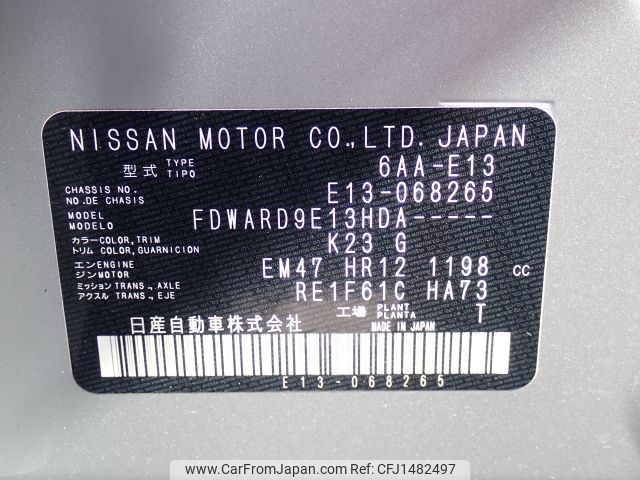 NISSAN MOTOR CO.,LTD. JAPAN
型式 TYPE TIPO 6AA-E13
CHASSIS NO. NO.DE CHASIS E13-068265
MODEL MODELO FDWARD9E13HDA-----
カラー COLOR, TRIM トリム COLOR, GUARNICION K23 G
エンジン ENGINE MOTOR EM47 HR12 1198 cc
ミッション TRANS., AXLE アクスル TRANS., EJE RE1F61C HA73
工場 PLANT PLANTA T
日産自動車株式会社 MADE IN JAPAN
E13-068265
www.CarFromJapan.com / Ref No. CFJ1482497